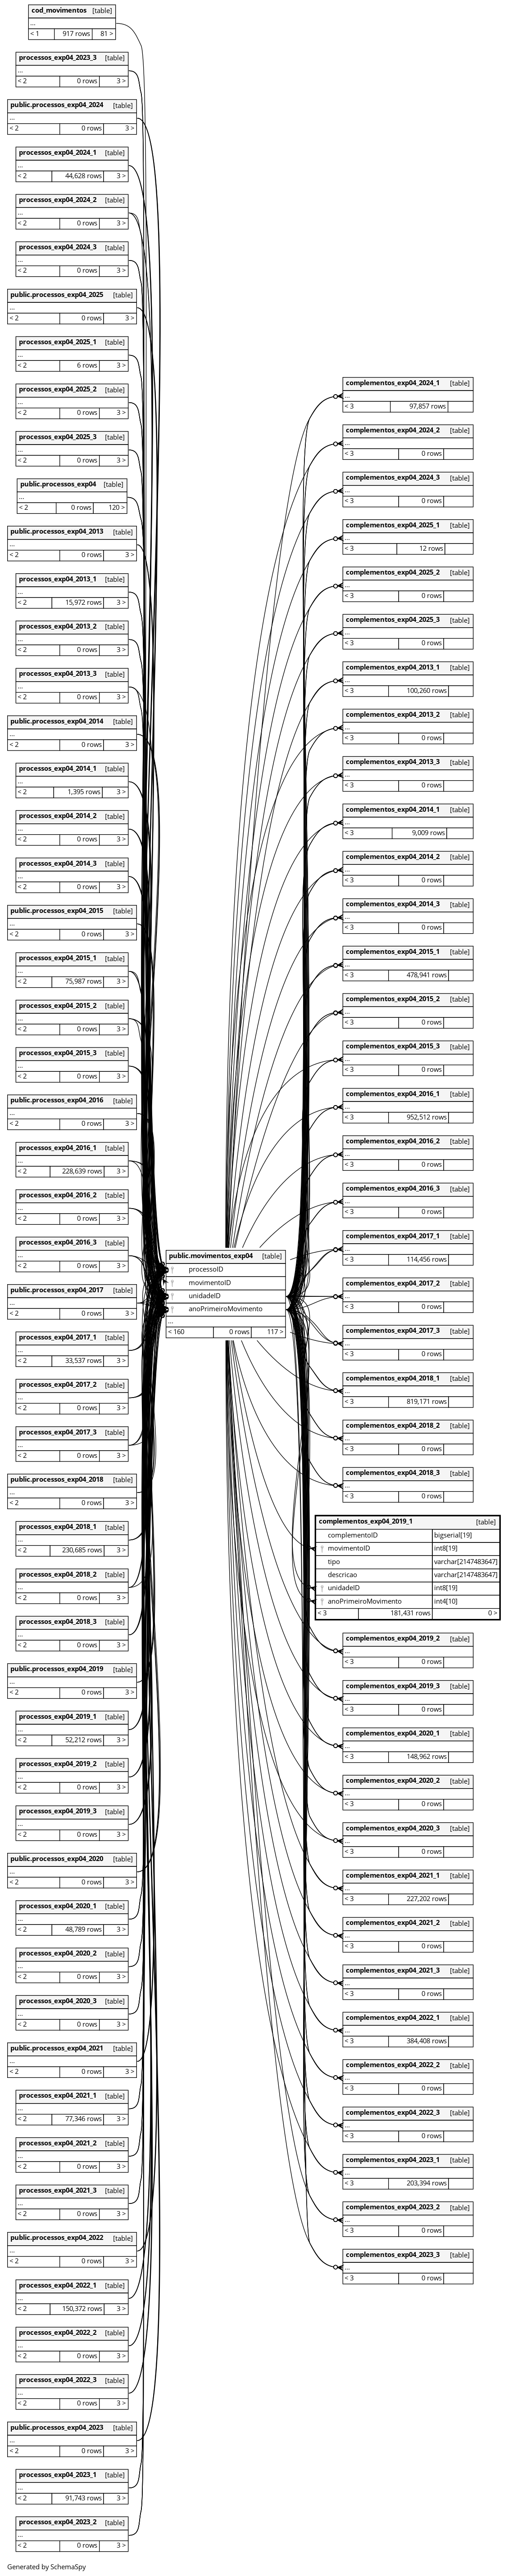 cod_movimentos [table]
...
< 1 917 rows 81 >
processos_exp04_2023_3 [table]
...
< 2 0 rows 3 >
public.processos_exp04_2024 [table]
...
< 2 0 rows 3 >
processos_exp04_2024_1 [table]
...
< 2 44,628 rows 3 >
processos_exp04_2024_2 [table]
...
< 2 0 rows 3 >
processos_exp04_2024_3 [table]
...
< 2 0 rows 3 >
public.processos_exp04_2025 [table]
...
< 2 0 rows 3 >
processos_exp04_2025_1 [table]
...
< 2 6 rows 3 >
processos_exp04_2025_2 [table]
...
< 2 0 rows 3 >
processos_exp04_2025_3 [table]
...
< 2 0 rows 3 >
public.processos_exp04 [table]
...
< 2 0 rows 120 >
public.processos_exp04_2013 [table]
...
< 2 0 rows 3 >
processos_exp04_2013_1 [table]
...
< 2 15,972 rows 3 >
processos_exp04_2013_2 [table]
...
< 2 0 rows 3 >
processos_exp04_2013_3 [table]
...
< 2 0 rows 3 >
public.processos_exp04_2014 [table]
...
< 2 0 rows 3 >
processos_exp04_2014_1 [table]
...
< 2 1,395 rows 3 >
processos_exp04_2014_2 [table]
...
< 2 0 rows 3 >
processos_exp04_2014_3 [table]
...
< 2 0 rows 3 >
public.processos_exp04_2015 [table]
...
< 2 0 rows 3 >
processos_exp04_2015_1 [table]
...
< 2 75,987 rows 3 >
processos_exp04_2015_2 [table]
...
< 2 0 rows 3 >
processos_exp04_2015_3 [table]
...
< 2 0 rows 3 >
public.processos_exp04_2016 [table]
...
< 2 0 rows 3 >
processos_exp04_2016_1 [table]
...
< 2 228,639 rows 3 >
processos_exp04_2016_2 [table]
...
< 2 0 rows 3 >
processos_exp04_2016_3 [table]
...
< 2 0 rows 3 >
public.processos_exp04_2017 [table]
...
< 2 0 rows 3 >
processos_exp04_2017_1 [table]
...
< 2 33,537 rows 3 >
processos_exp04_2017_2 [table]
...
< 2 0 rows 3 >
processos_exp04_2017_3 [table]
...
< 2 0 rows 3 >
public.processos_exp04_2018 [table]
...
< 2 0 rows 3 >
processos_exp04_2018_1 [table]
...
< 2 230,685 rows 3 >
processos_exp04_2018_2 [table]
...
< 2 0 rows 3 >
processos_exp04_2018_3 [table]
...
< 2 0 rows 3 >
public.processos_exp04_2019 [table]
...
< 2 0 rows 3 >
processos_exp04_2019_1 [table]
...
< 2 52,212 rows 3 >
processos_exp04_2019_2 [table]
...
< 2 0 rows 3 >
processos_exp04_2019_3 [table]
...
< 2 0 rows 3 >
public.processos_exp04_2020 [table]
...
< 2 0 rows 3 >
processos_exp04_2020_1 [table]
...
< 2 48,789 rows 3 >
processos_exp04_2020_2 [table]
...
< 2 0 rows 3 >
processos_exp04_2020_3 [table]
...
< 2 0 rows 3 >
public.processos_exp04_2021 [table]
...
< 2 0 rows 3 >
processos_exp04_2021_1 [table]
...
< 2 77,346 rows 3 >
processos_exp04_2021_2 [table]
...
< 2 0 rows 3 >
processos_exp04_2021_3 [table]
...
< 2 0 rows 3 >
public.processos_exp04_2022 [table]
...
< 2 0 rows 3 >
processos_exp04_2022_1 [table]
...
< 2 150,372 rows 3 >
processos_exp04_2022_2 [table]
...
< 2 0 rows 3 >
processos_exp04_2022_3 [table]
...
< 2 0 rows 3 >
public.processos_exp04_2023 [table]
...
< 2 0 rows 3 >
processos_exp04_2023_1 [table]
...
< 2 91,743 rows 3 >
processos_exp04_2023_2 [table]
...
< 2 0 rows 3 >
public.movimentos_exp04 [table]
processoID
movimentoID
unidadeID
anoPrimeiroMovimento
...
< 160 0 rows 117 >
complementos_exp04_2024_1 [table]
...
< 3 97,857 rows
complementos_exp04_2024_2 [table]
...
< 3 0 rows
complementos_exp04_2024_3 [table]
...
< 3 0 rows
complementos_exp04_2025_1 [table]
...
< 3 12 rows
complementos_exp04_2025_2 [table]
...
< 3 0 rows
complementos_exp04_2025_3 [table]
...
< 3 0 rows
complementos_exp04_2013_1 [table]
...
< 3 100,260 rows
complementos_exp04_2013_2 [table]
...
< 3 0 rows
complementos_exp04_2013_3 [table]
...
< 3 0 rows
complementos_exp04_2014_1 [table]
...
< 3 9,009 rows
complementos_exp04_2014_2 [table]
...
< 3 0 rows
complementos_exp04_2014_3 [table]
...
< 3 0 rows
complementos_exp04_2015_1 [table]
...
< 3 478,941 rows
complementos_exp04_2015_2 [table]
...
< 3 0 rows
complementos_exp04_2015_3 [table]
...
< 3 0 rows
complementos_exp04_2016_1 [table]
...
< 3 952,512 rows
complementos_exp04_2016_2 [table]
...
< 3 0 rows
complementos_exp04_2016_3 [table]
...
< 3 0 rows
complementos_exp04_2017_1 [table]
...
< 3 114,456 rows
complementos_exp04_2017_2 [table]
...
< 3 0 rows
complementos_exp04_2017_3 [table]
...
< 3 0 rows
complementos_exp04_2018_1 [table]
...
< 3 819,171 rows
complementos_exp04_2018_2 [table]
...
< 3 0 rows
complementos_exp04_2018_3 [table]
...
< 3 0 rows
complementos_exp04_2019_1 [table]
complementoID bigserial[19]
movimentoID int8[19]
tipo varchar[2147483647]
descricao varchar[2147483647]
unidadeID int8[19]
anoPrimeiroMovimento int4[10]
< 3 181,431 rows 0 >
complementos_exp04_2019_2 [table]
...
< 3 0 rows
complementos_exp04_2019_3 [table]
...
< 3 0 rows
complementos_exp04_2020_1 [table]
...
< 3 148,962 rows
complementos_exp04_2020_2 [table]
...
< 3 0 rows
complementos_exp04_2020_3 [table]
...
< 3 0 rows
complementos_exp04_2021_1 [table]
...
< 3 227,202 rows
complementos_exp04_2021_2 [table]
...
< 3 0 rows
complementos_exp04_2021_3 [table]
...
< 3 0 rows
complementos_exp04_2022_1 [table]
...
< 3 384,408 rows
complementos_exp04_2022_2 [table]
...
< 3 0 rows
complementos_exp04_2022_3 [table]
...
< 3 0 rows
complementos_exp04_2023_1 [table]
...
< 3 203,394 rows
complementos_exp04_2023_2 [table]
...
< 3 0 rows
complementos_exp04_2023_3 [table]
...
< 3 0 rows
Generated by SchemaSpy